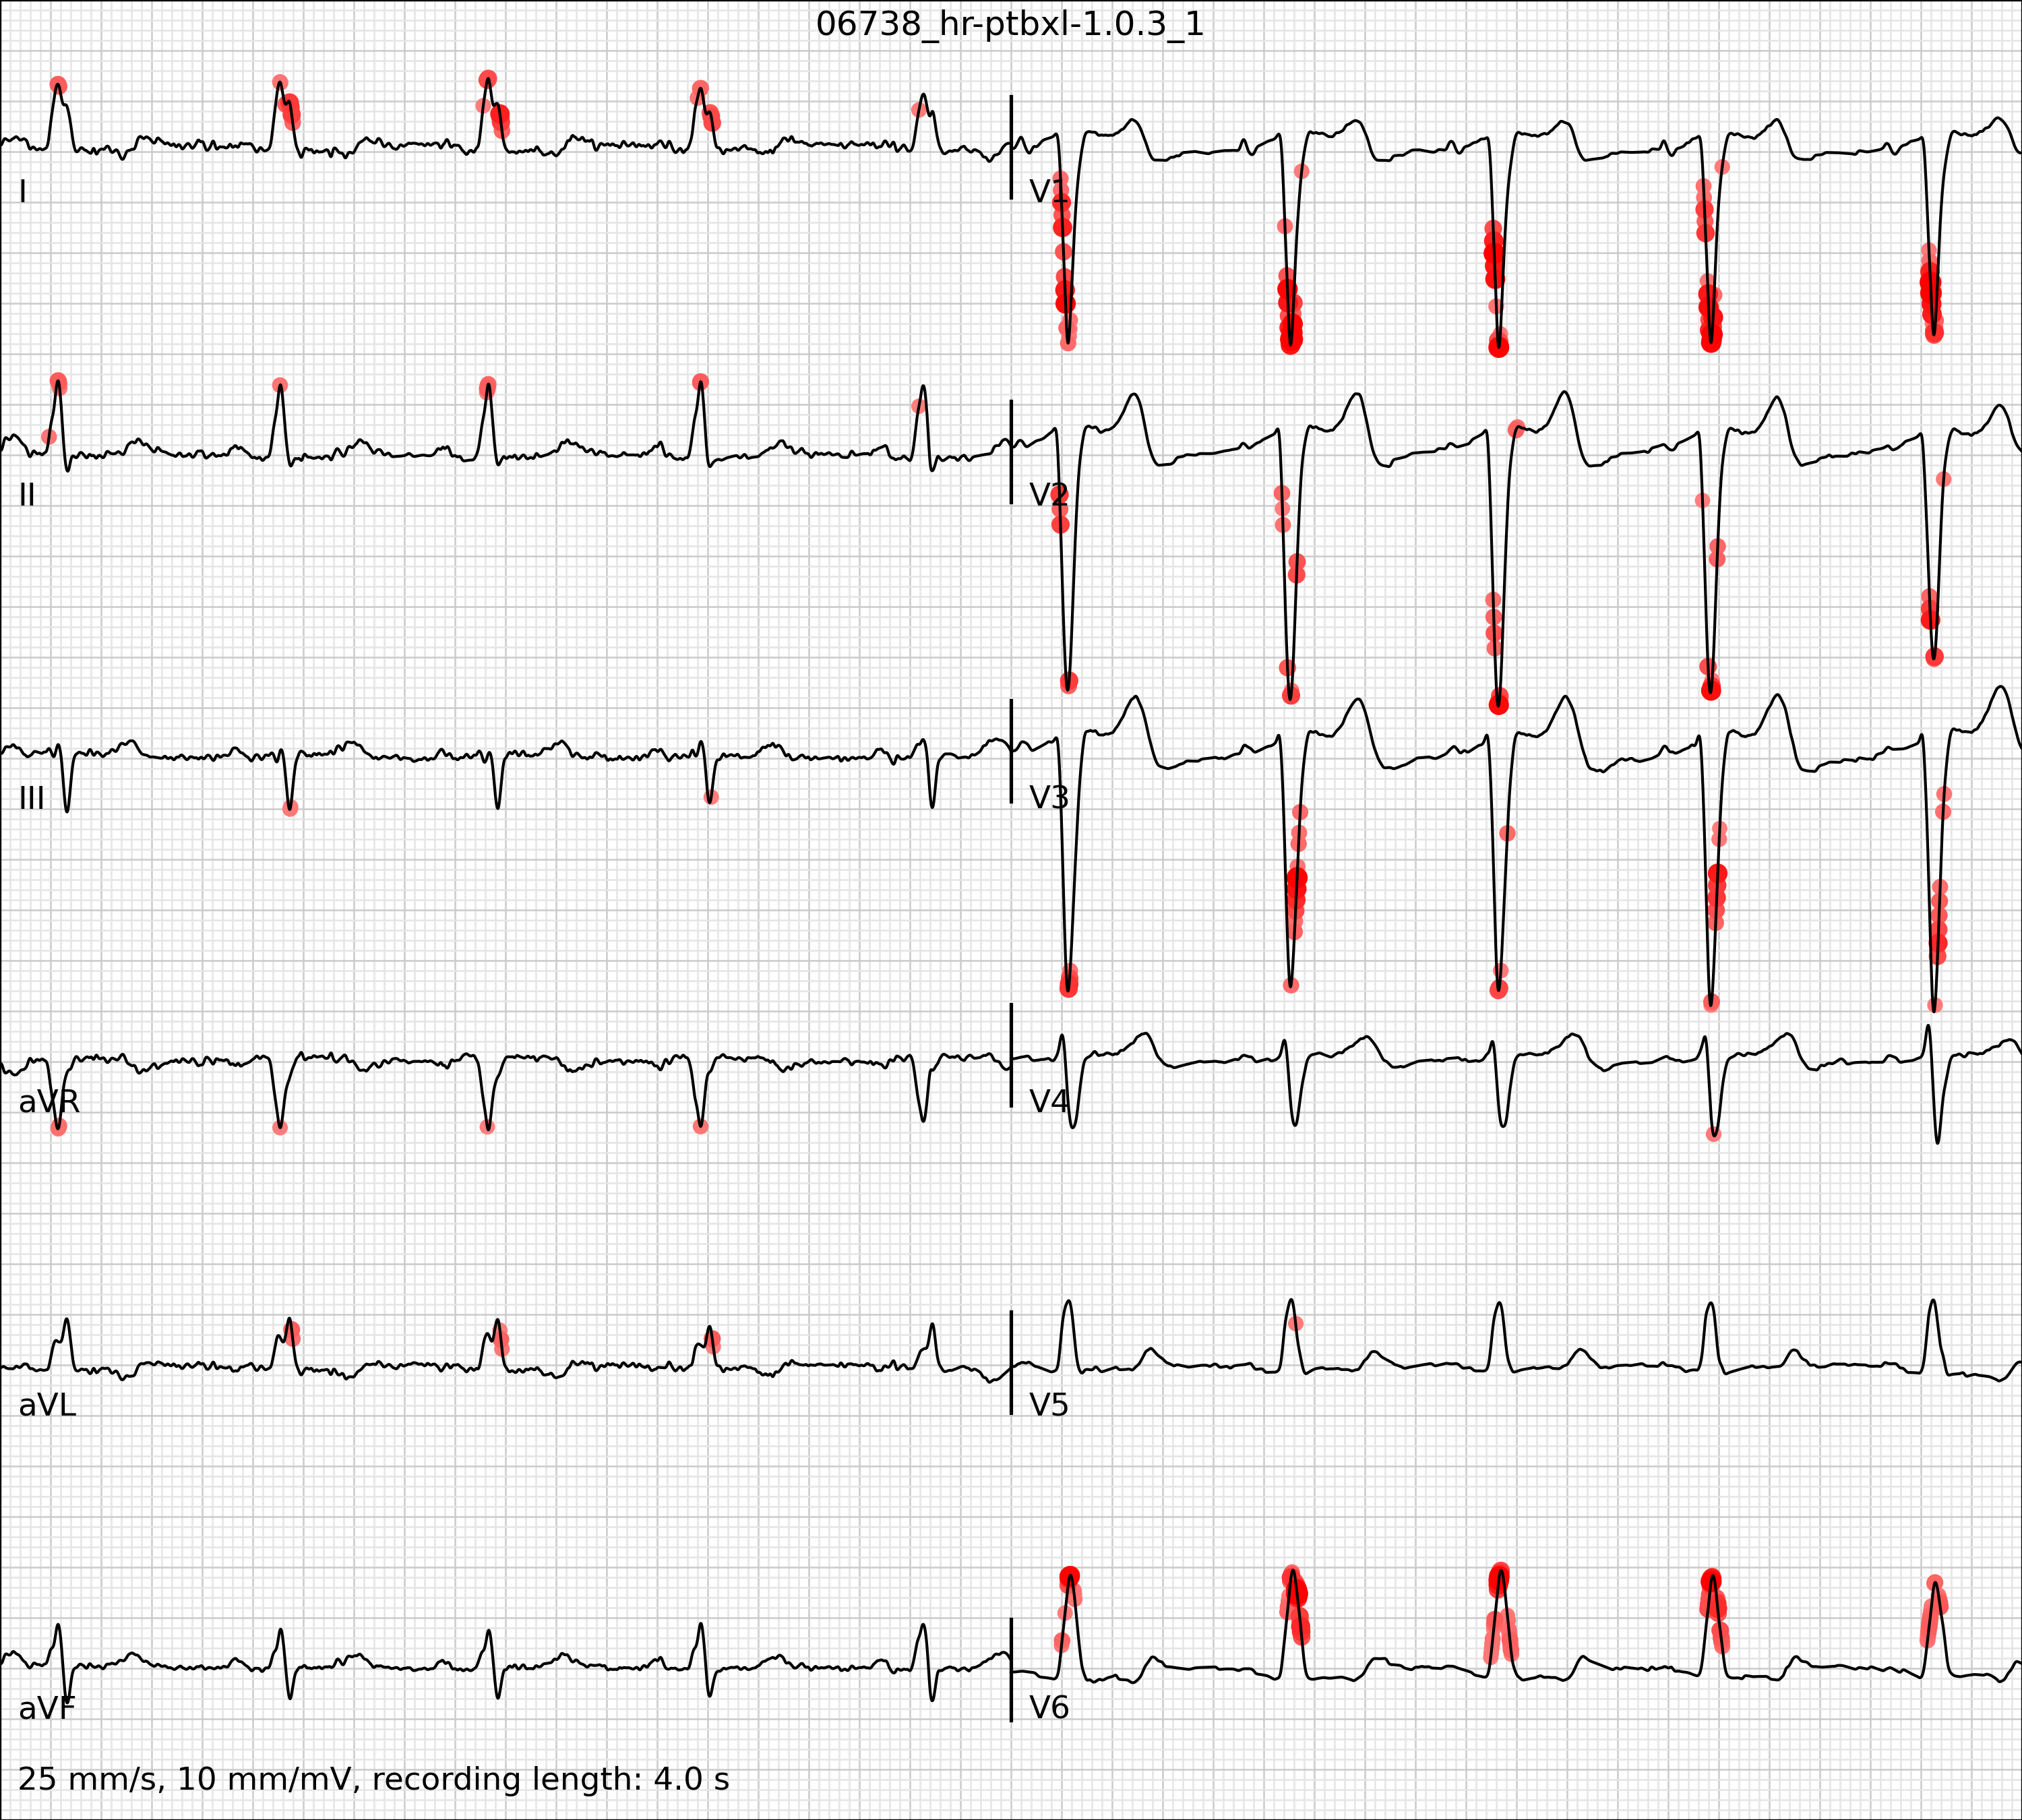 06738_hr-ptbxl-1.0.3_1
I
V1
II
V2
III
V3
aVR
V4
aVL
V5
aVF
V6
25 mm/s, 10 mm/mV, recording length: 4.0 s